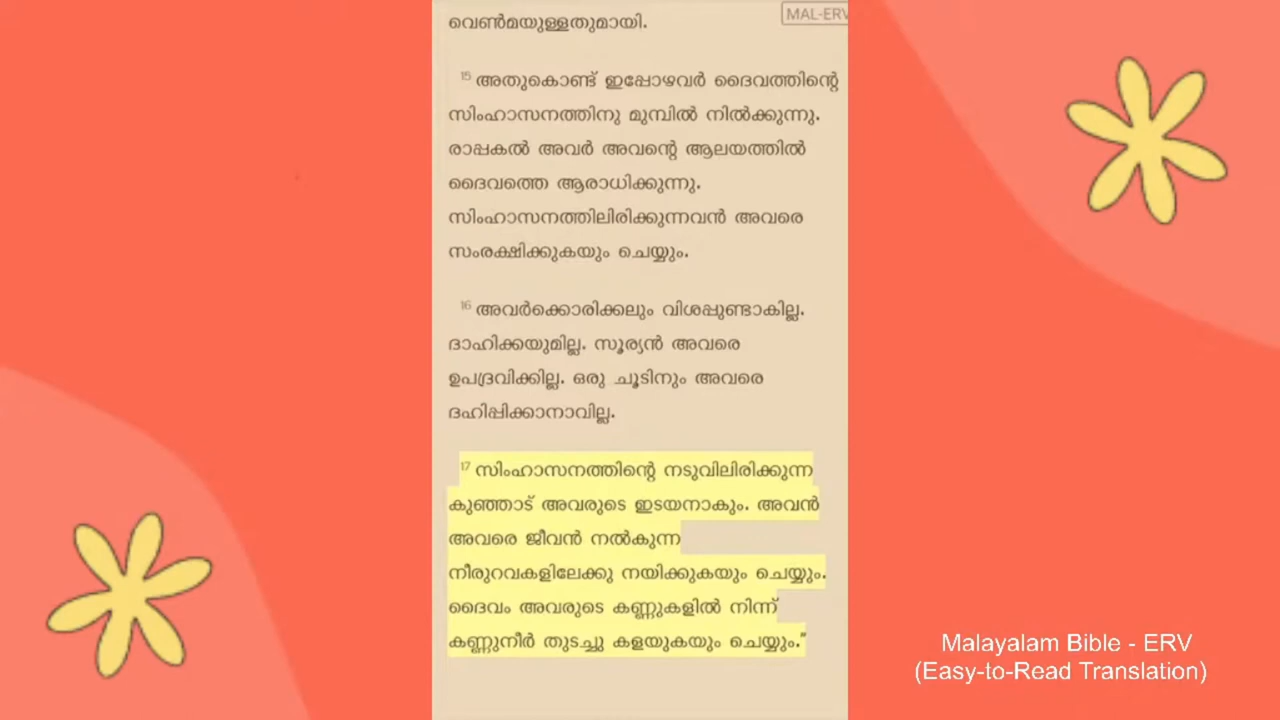 വെൺമയുള്ളതുമായി.
MAL-ERV
15 അതുകൊണ്ട് ഇപ്പോഴവർ ദൈവത്തിന്റെ
സിംഹാസനത്തിനു മുമ്പിൽ നിൽക്കുന്നു.
രാപ്പകൽ അവർ അവന്റെ ആലയത്തിൽ
ദൈവത്തെ ആരാധിക്കുന്നു.
സിംഹാസനത്തിലിരിക്കുന്നവൻ അവരെ
സംരക്ഷിക്കുകയും ചെയ്യും.
16 അവർക്കൊരിക്കലും വിശപ്പുണ്ടാകില്ല.
ദാഹിക്കയുമില്ല. സൂര്യൻ അവരെ
ഉപദ്രവിക്കില്ല. ഒരു ചൂടിനും അവരെ
ദഹിപ്പിക്കാനാവില്ല.
17 സിംഹാസനത്തിന്റെ നടുവിലിരിക്കുന്ന
കുഞ്ഞാട് അവരുടെ ഇടയനാകും. അവൻ
അവരെ ജീവൻ നൽകുന്ന
നീരുറവകളിലേക്കു നയിക്കുകയും ചെയ്യും.
ദൈവം അവരുടെ കണ്ണുകളിൽ നിന്ന്
കണ്ണുനീർ തുടച്ചു കളയുകയും ചെയ്യും.”
Malayalam Bible - ERV
(Easy-to-Read Translation)